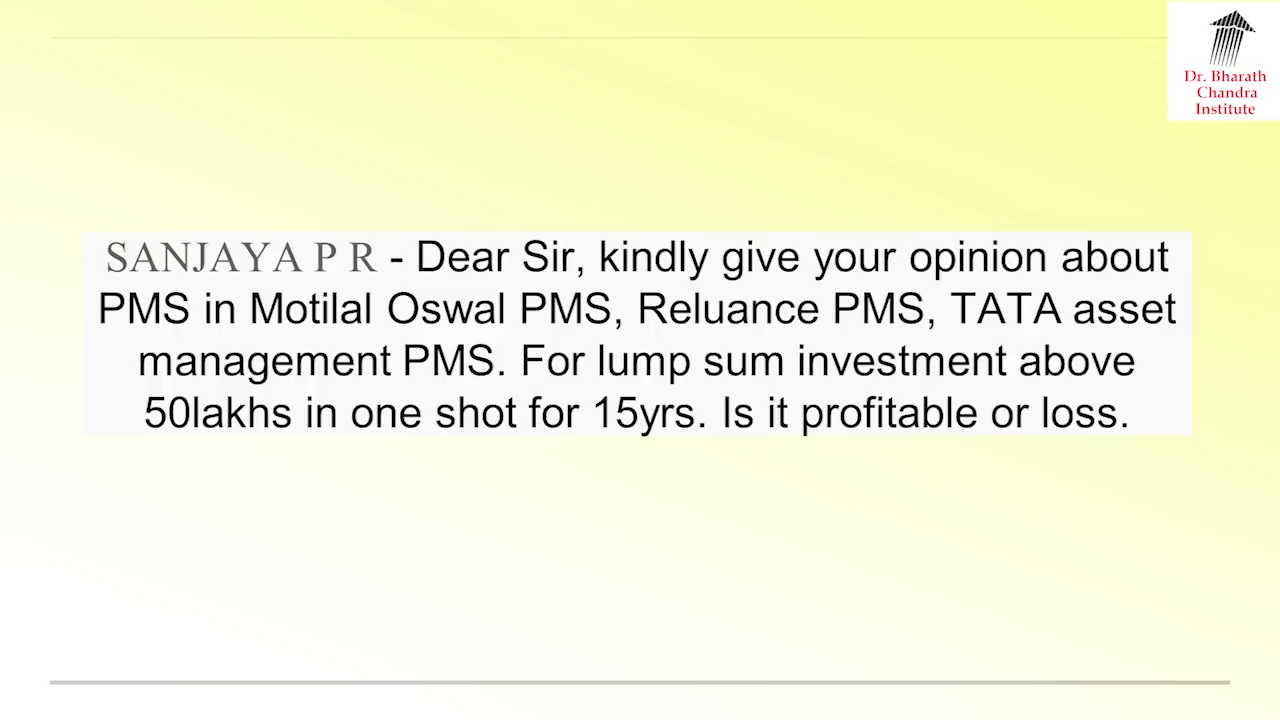 Dr. Bharath
Chandra
Institute
SANJAYA P R - Dear Sir, kindly give your opinion about
PMS in Motilal Oswal PMS, Reluance PMS, TATA asset
management PMS. For lump sum investment above
50lakhs in one shot for 15yrs. Is it profitable or loss.